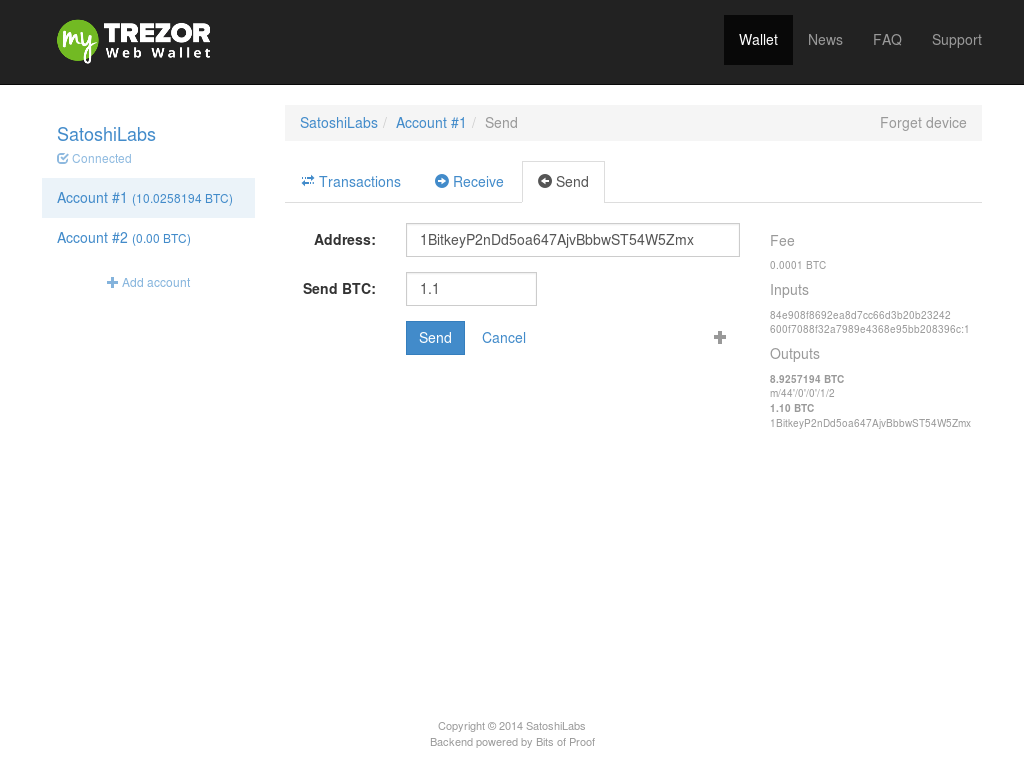 my TREZOR
Web Wallet
Wallet News FAQ Support
SatoshiLabs
Connected
Account #1 (10.0258194 BTC)
Account #2 (0.00 BTC)
Add account
SatoshiLabs / Account #1 / Send
Forget device
Transactions Receive Send
Address: 1BitkeyP2nDd5oa647AjvBbbwST54W5Zmx
Send BTC: 1.1
Send Cancel
Fee
0.0001 BTC
Inputs
84e908f8692ea8d7cc66d3b20b23242
600f7088f32a7989e4368e95bb208396c:1
Outputs
8.9257194 BTC
m/44'/0'/0'/1/2
1.10 BTC
1BitkeyP2nDd5oa647AjvBbbwST54W5Zmx
Copyright © 2014 SatoshiLabs
Backend powered by Bits of Proof